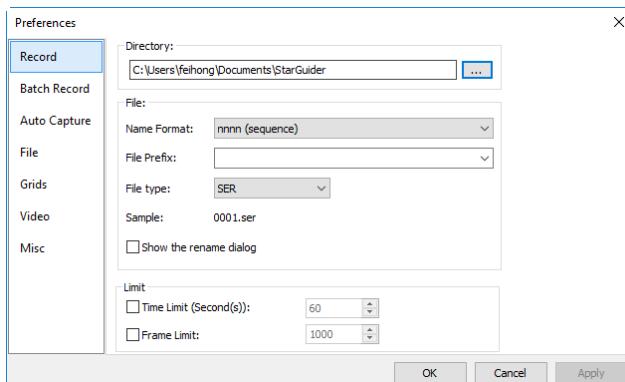 Preferences
Record
Batch Record
Auto Capture
File
Grids
Video
Misc
Directory:
C:\Users\feihong\Documents\StarGuider
...
File:
Name Format: nnnn (sequence)
File Prefix:
File type: SER
Sample: 0001.ser
Show the rename dialog
Limit
Time Limit (Second(s)): 60
Frame Limit: 1000
OK Cancel Apply